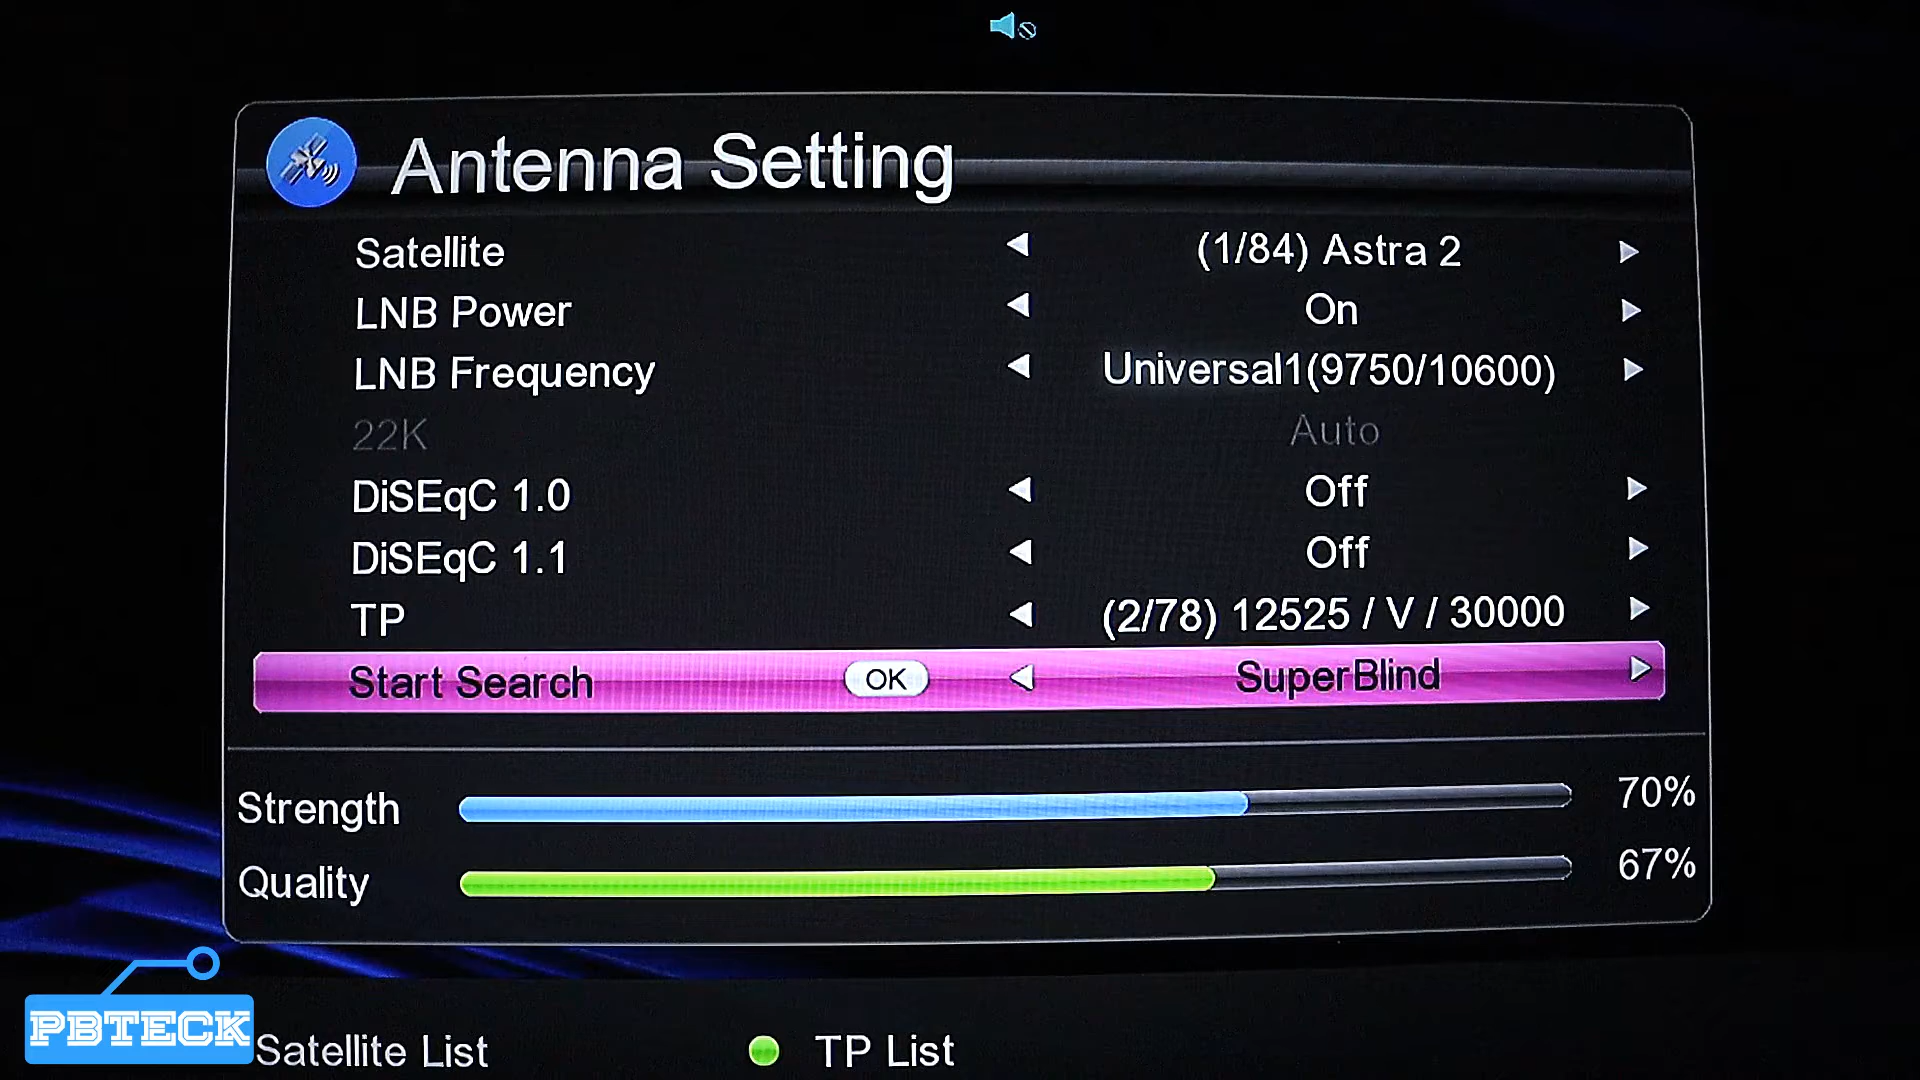 Antenna Setting
Satellite (1/84) Astra 2
LNB Power On
LNB Frequency Universal1(9750/10600)
22K Auto
DiSEqC 1.0 Off
DiSEqC 1.1 Off
TP (2/78) 12525 / V / 30000
Start Search OK SuperBlind
Strength 70%
Quality 67%
PBTECK
Satellite List TP List